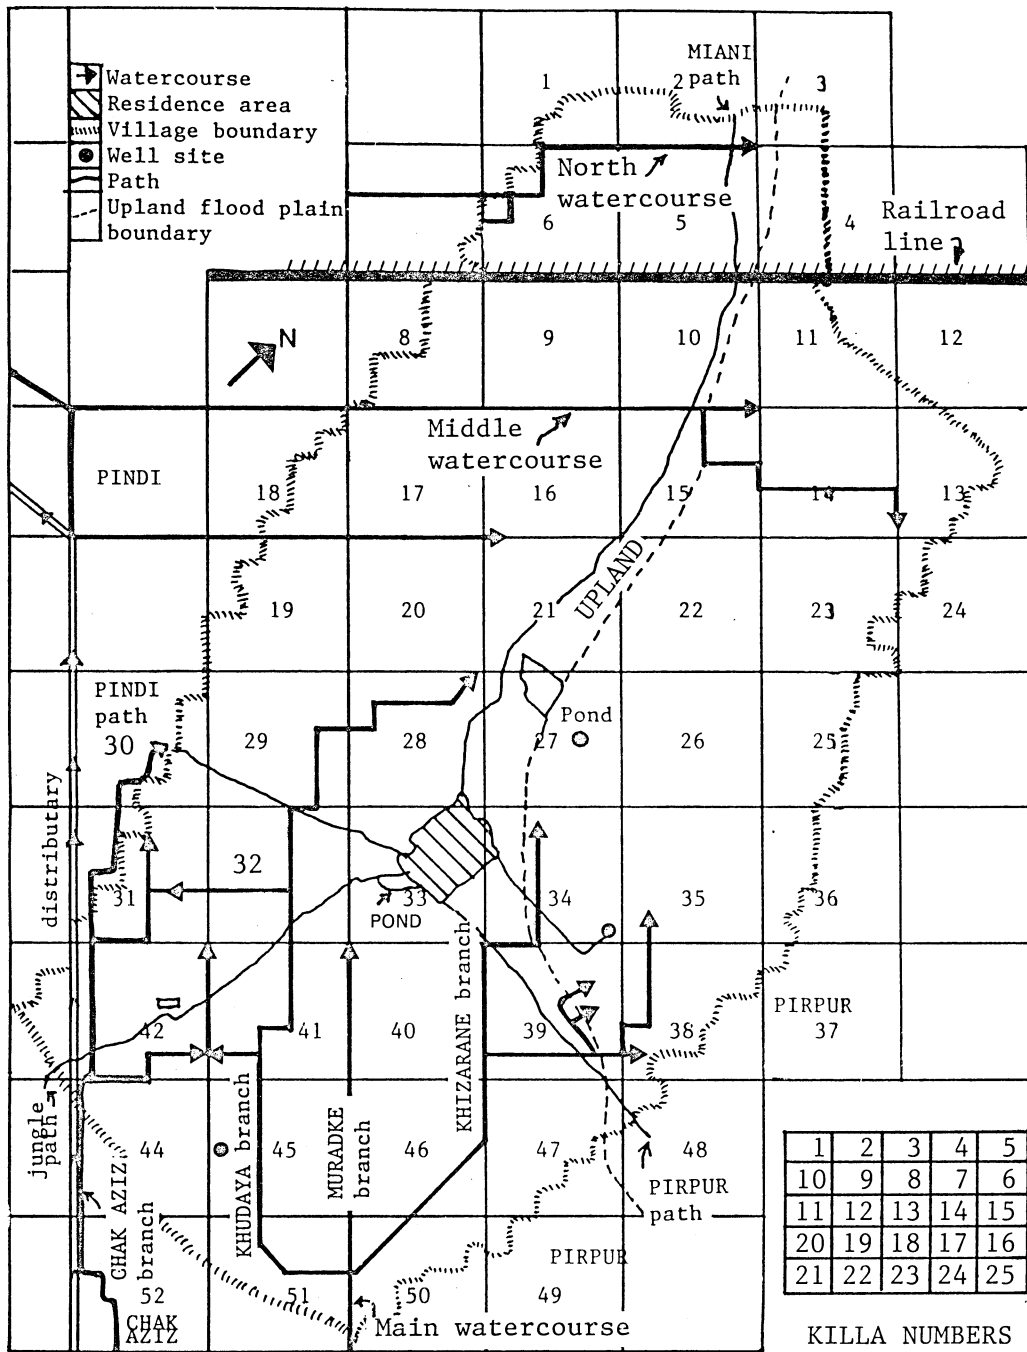 Watercourse
Residence area
Village boundary
Well site
Path
Upland flood plain
boundary
MIANI
path
1 2 3
North
watercourse
6 5 4
Railroad
line
N
8 9 10 11 12
Middle
watercourse
PINDI
18 17 16 15 14 13
UPLAND
19 20 21 22 23 24
PINDI
path
30 29 28 27 26 25
Pond
distributary
31 32 33 34 35 36
POND
KHIZARANE branch
42 41 40 39 38 37
PIRPUR
jungle
path
44 45 46 47 48
CHAK AZIZ
branch
KHUDAYA branch
MURADKE
branch
PIRPUR
path
PIRPUR
52 51 50 49
CHAK
AZIZ
Main watercourse
1 2 3 4 5
10 9 8 7 6
11 12 13 14 15
20 19 18 17 16
21 22 23 24 25
KILLA NUMBERS